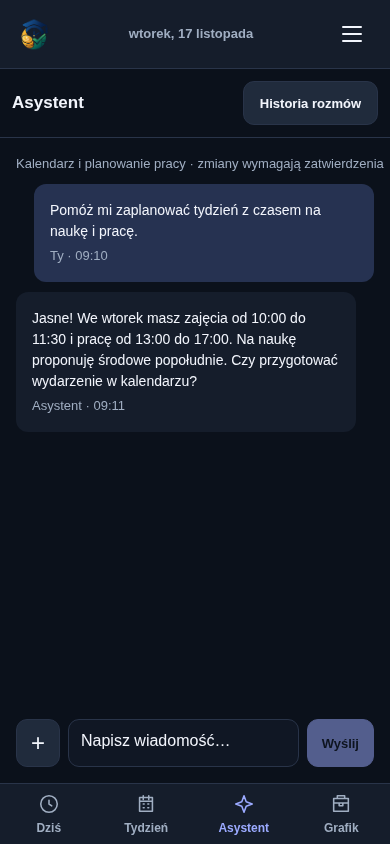 wtorek, 17 listopada
Asystent
Historia rozmów
Kalendarz i planowanie pracy · zmiany wymagają zatwierdzenia
Pomóż mi zaplanować tydzień z czasem na
naukę i pracę.
Ty · 09:10
Jasne! We wtorek masz zajęcia od 10:00 do
11:30 i pracę od 13:00 do 17:00. Na naukę
proponuję środowe popołudnie. Czy przygotować
wydarzenie w kalendarzu?
Asystent · 09:11
+
Napisz wiadomość…
Wyślij
Dziś
Tydzień
Asystent
Grafik